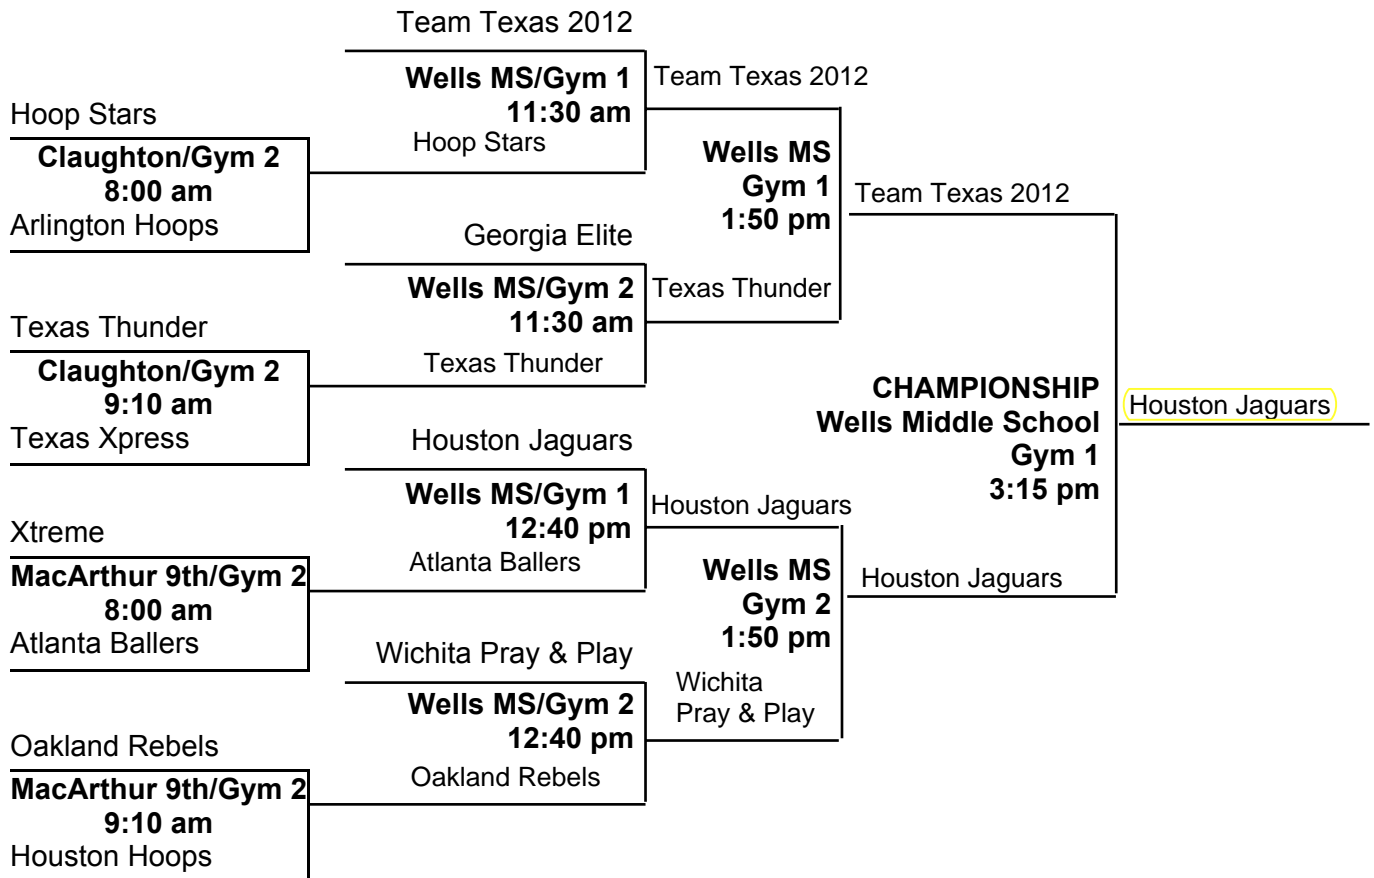 Team Texas 2012
Wells MS/Gym 1
11:30 am
Hoop Stars
Team Texas 2012
Hoop Stars
Claughton/Gym 2
8:00 am
Arlington Hoops
Wells MS
Gym 1
1:50 pm
Team Texas 2012
Georgia Elite
Wells MS/Gym 2
11:30 am
Texas Thunder
Texas Thunder
Texas Thunder
Claughton/Gym 2
9:10 am
Texas Xpress
CHAMPIONSHIP
Wells Middle School
Gym 1
3:15 pm
Houston Jaguars
Houston Jaguars
Wells MS/Gym 1
12:40 pm
Atlanta Ballers
Houston Jaguars
Xtreme
MacArthur 9th/Gym 2
8:00 am
Atlanta Ballers
Wells MS
Gym 2
1:50 pm
Houston Jaguars
Wichita Pray & Play
Wells MS/Gym 2
12:40 pm
Oakland Rebels
Wichita
Pray & Play
Oakland Rebels
MacArthur 9th/Gym 2
9:10 am
Houston Hoops